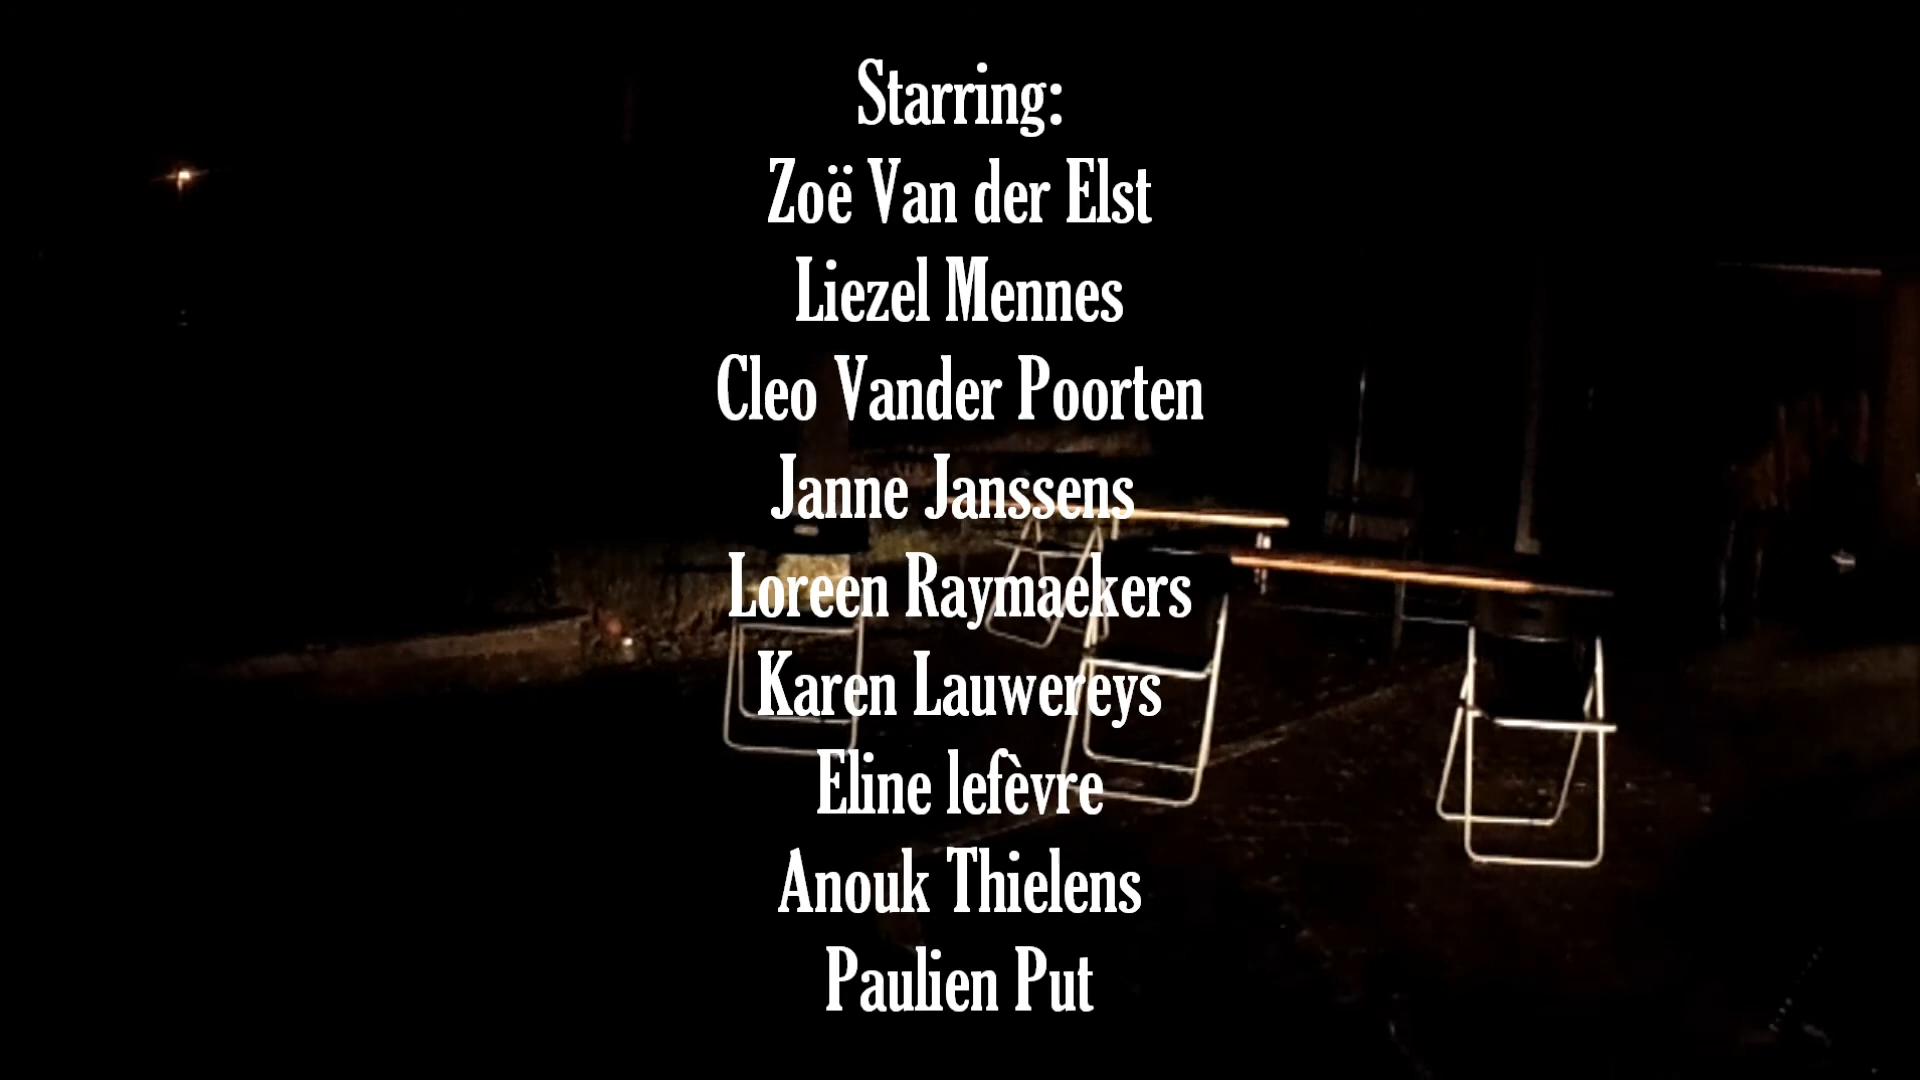 Starring:
Zoë Van der Elst
Liezel Mennes
Cleo Vander Poorten
Janne Janssens
Loreen Raymaekers
Karen Lauwereys
Eline lefèvre
Anouk Thielens
Paulien Put